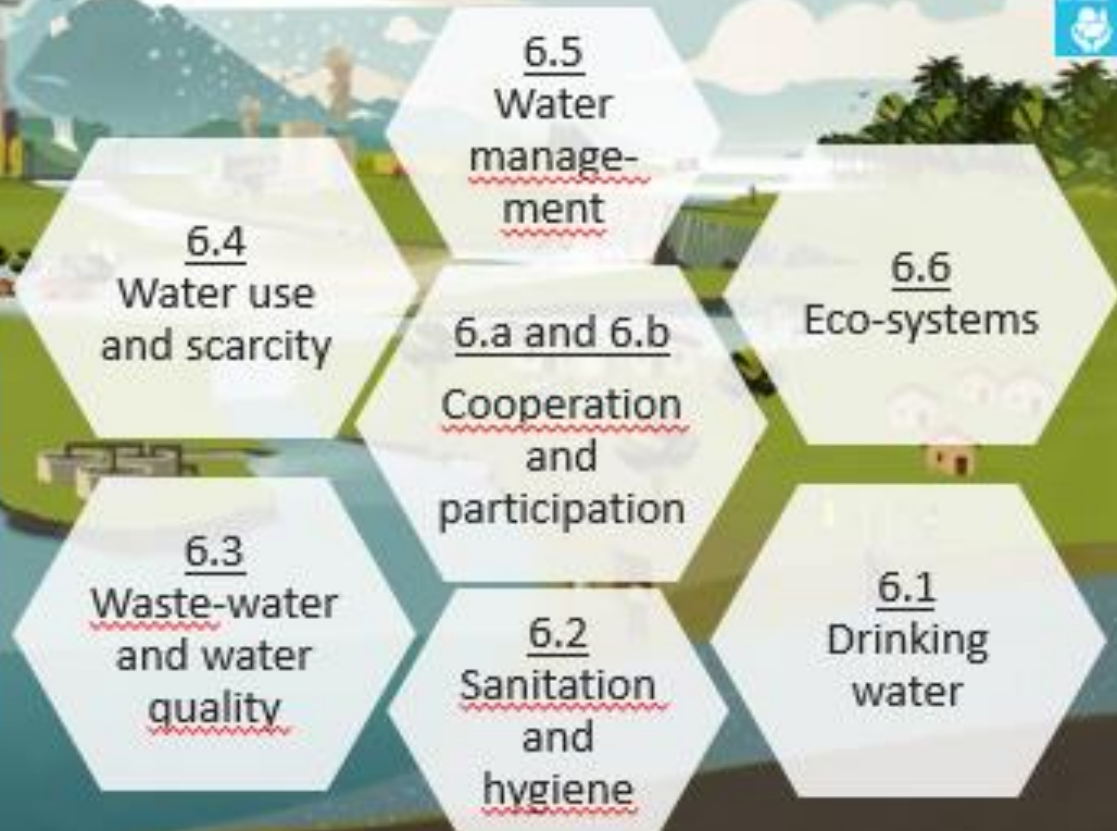 6.5
Water
manage-
ment
6.4
Water use
and scarcity
6.6
Eco-systems
6.a and 6.b
Cooperation
and
participation
6.3
Waste-water
and water
quality
6.2
Sanitation
and
hygiene
6.1
Drinking
water